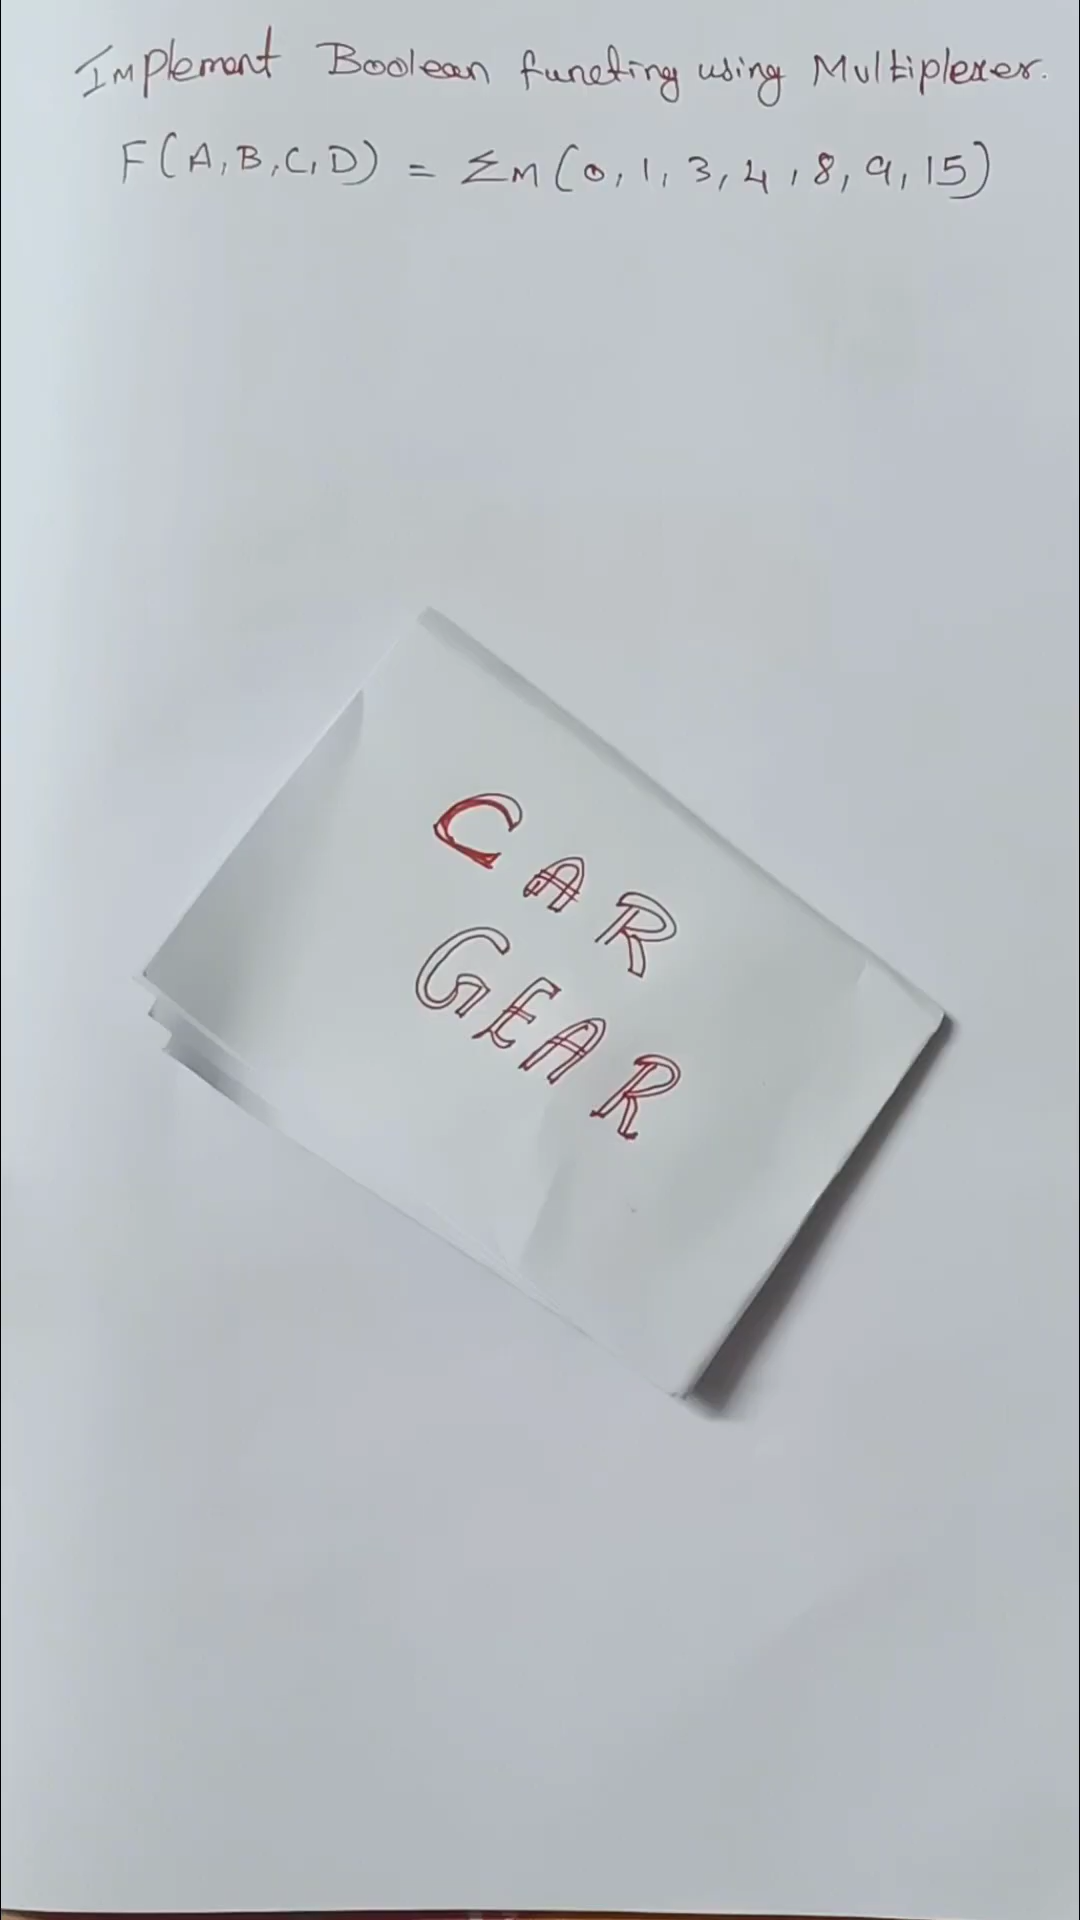 Implement Boolean functing using Multiplexer.
F(A,B,C,D) = Σm(0,1,3,4,8,9,15)
CAR
GEAR